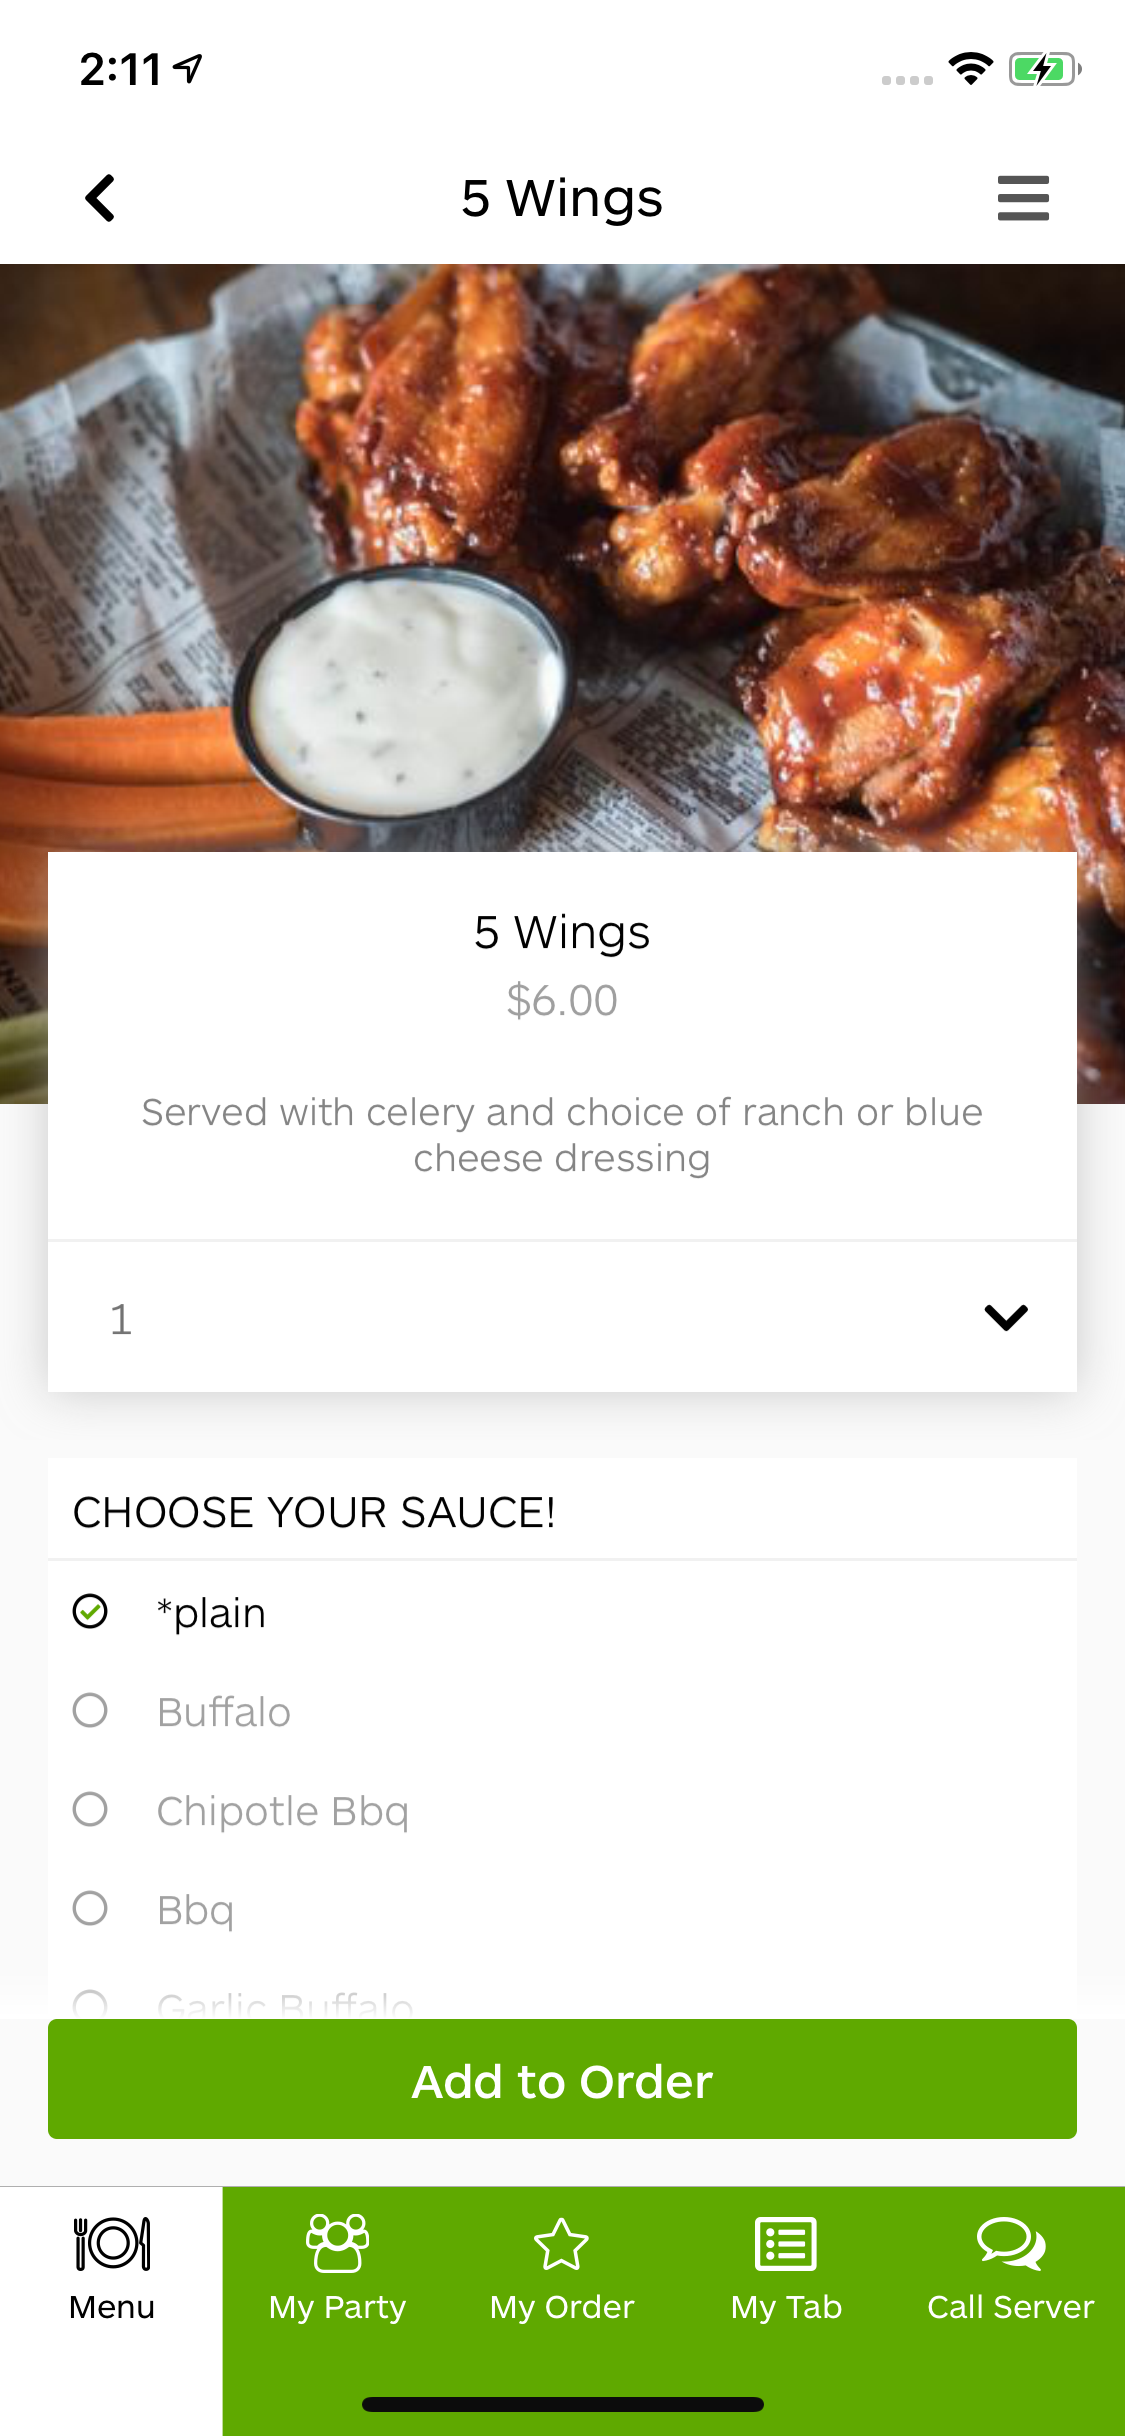 2:11
5 Wings
5 Wings
$6.00
Served with celery and choice of ranch or blue
cheese dressing
1
CHOOSE YOUR SAUCE!
*plain
Buffalo
Chipotle Bbq
Bbq
Garlic Buffalo
Add to Order
Menu
My Party
My Order
My Tab
Call Server